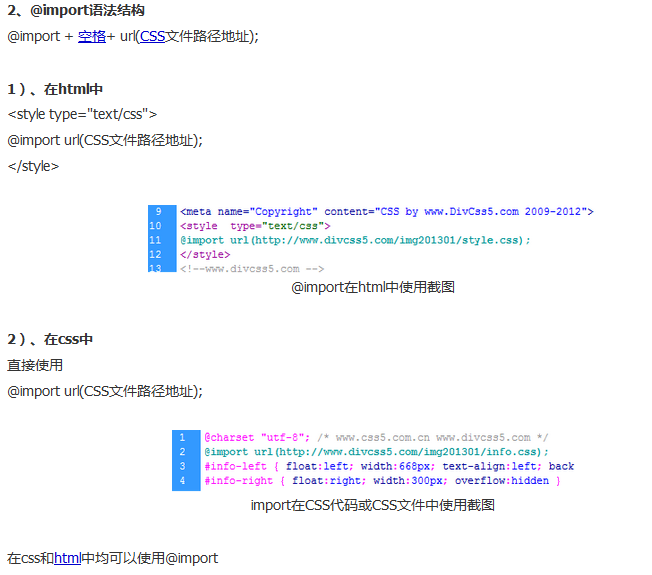 2、@import语法结构
@import + 空格+ url(CSS文件路径地址);
1）、在html中
<style type="text/css">
@import url(CSS文件路径地址);
</style>
9 <meta name="Copyright" content="CSS by www.DivCss5.com 2009-2012">
10 <style  type="text/css">
11 @import url(http://www.divcss5.com/img201301/style.css);
12 </style>
13 <!--www.divcss5.com -->
@import在html中使用截图
2）、在css中
直接使用
@import url(CSS文件路径地址);
1 @charset "utf-8"; /* www.css5.com.cn www.divcss5.com */
2 @import url(http://www.divcss5.com/img201301/info.css);
3 #info-left { float:left; width:668px; text-align:left; back
4 #info-right { float:right; width:300px; overflow:hidden }
import在CSS代码或CSS文件中使用截图
在css和html中均可以使用@import